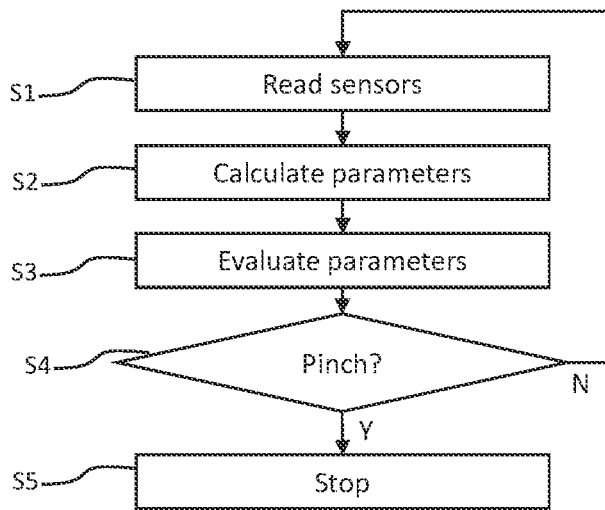 S1 Read sensors
S2 Calculate parameters
S3 Evaluate parameters
S4 Pinch?
N
Y
S5 Stop